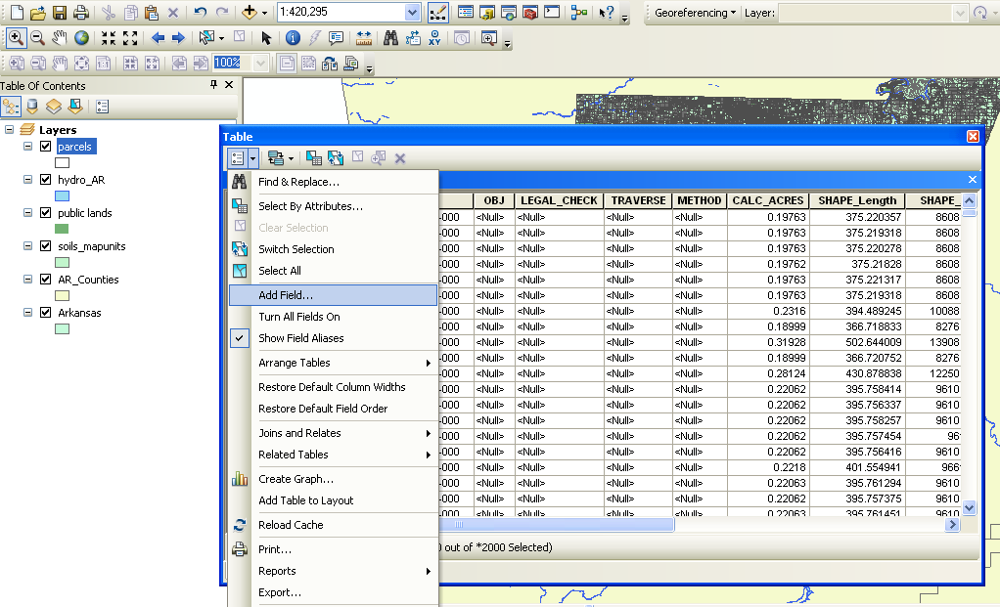 1:420,295
Georeferencing
Layer:
100%
Table Of Contents
Layers
parcels
hydro_AR
public lands
soils_mapunits
AR_Counties
Arkansas
Table
Find & Replace...
Select By Attributes...
Clear Selection
Switch Selection
Select All
Add Field...
Turn All Fields On
Show Field Aliases
Arrange Tables
Restore Default Column Widths
Restore Default Field Order
Joins and Relates
Related Tables
Create Graph...
Add Table to Layout
Reload Cache
Print...
Reports
Export...
OBJ LEGAL_CHECK TRAVERSE METHOD CALC_ACRES SHAPE_Length SHAPE_
-000 <Null> <Null> <Null> <Null> 0.19763 375.220357 8608
-000 <Null> <Null> <Null> <Null> 0.19763 375.219318 8608
-000 <Null> <Null> <Null> <Null> 0.19763 375.220278 8608
-000 <Null> <Null> <Null> <Null> 0.19762 375.21828 8608
-000 <Null> <Null> <Null> <Null> 0.19763 375.221317 8608
-000 <Null> <Null> <Null> <Null> 0.19763 375.219318 8608
-000 <Null> <Null> <Null> <Null> 0.2316 394.489245 10088
-000 <Null> <Null> <Null> <Null> 0.18999 366.718833 8276
-000 <Null> <Null> <Null> <Null> 0.31928 502.644009 13908
-000 <Null> <Null> <Null> <Null> 0.18999 366.720752 8276
-000 <Null> <Null> <Null> <Null> 0.28124 430.878838 12250
-000 <Null> <Null> <Null> <Null> 0.22062 395.758414 9610
-000 <Null> <Null> <Null> <Null> 0.22062 395.756337 9610
-000 <Null> <Null> <Null> <Null> 0.22062 395.758257 9610
-000 <Null> <Null> <Null> <Null> 0.22062 395.757454 96
-000 <Null> <Null> <Null> <Null> 0.22062 395.756416 9610
-000 <Null> <Null> <Null> <Null> 0.2218 401.554941 966
-000 <Null> <Null> <Null> <Null> 0.22063 395.761294 9610
-000 <Null> <Null> <Null> <Null> 0.22062 395.757375 9610
-000 <Null> <Null> <Null> <Null> 0.22063 395.761451 9610
0 out of *2000 Selected)